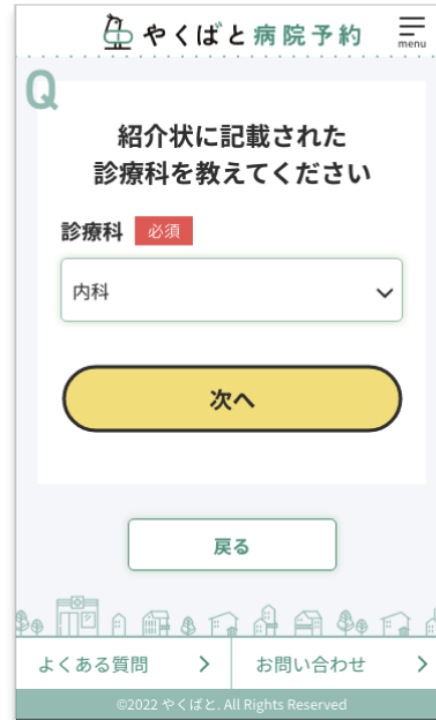 やくばと病院予約
menu
Q
紹介状に記載された
診療科を教えてください
診療科 必須
内科
次へ
戻る
よくある質問
お問い合わせ
©2022 やくばと. All Rights Reserved